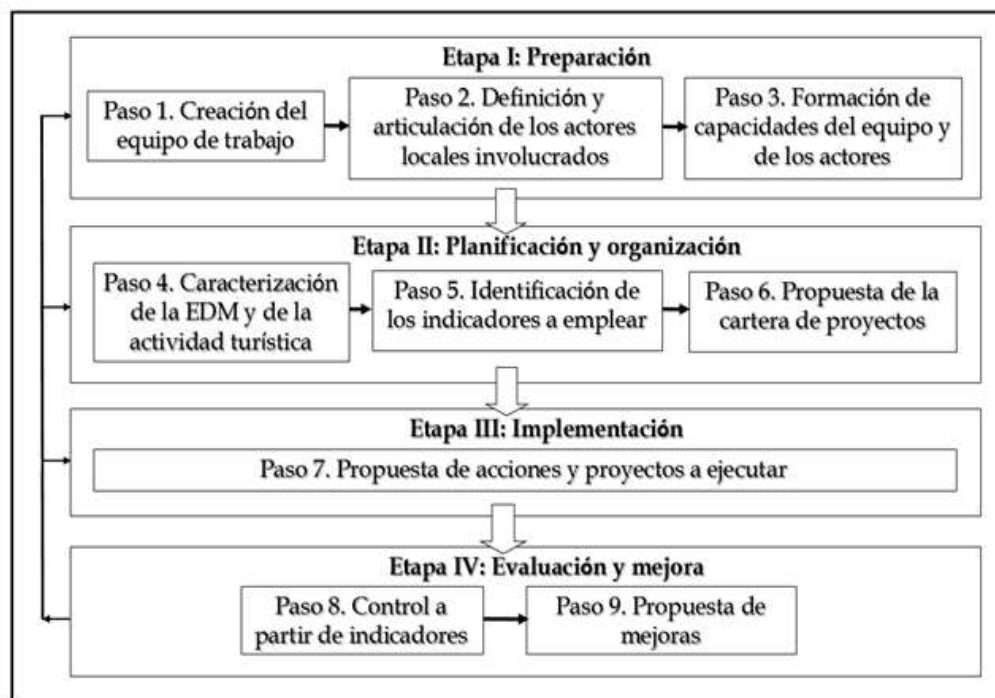 Etapa I: Preparación
Paso 1. Creación del
equipo de trabajo
Paso 2. Definición y
articulación de los actores
locales involucrados
Paso 3. Formación de
capacidades del equipo y
de los actores
Etapa II: Planificación y organización
Paso 4. Caracterización
de la EDM y de la
actividad turística
Paso 5. Identificación de
los indicadores a emplear
Paso 6. Propuesta de la
cartera de proyectos
Etapa III: Implementación
Paso 7. Propuesta de acciones y proyectos a ejecutar
Etapa IV: Evaluación y mejora
Paso 8. Control a
partir de indicadores
Paso 9. Propuesta de
mejoras